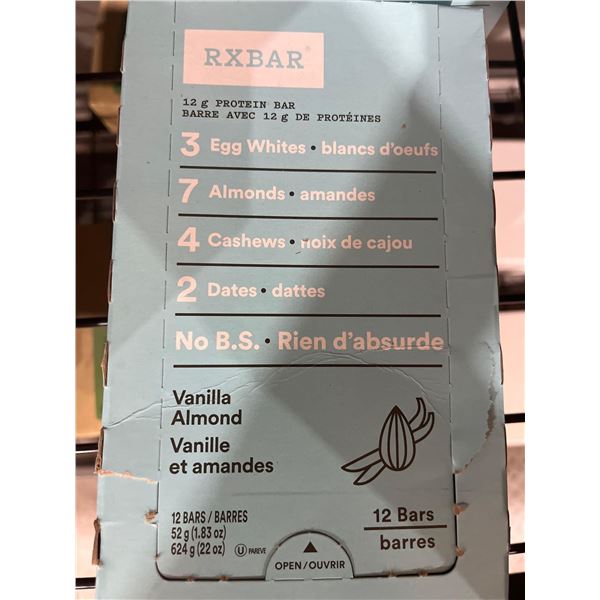 RXBAR®
12 g PROTEIN BAR
BARRE AVEC 12 g DE PROTÉINES
3 Egg Whites • blancs d'oeufs
7 Almonds • amandes
4 Cashews • noix de cajou
2 Dates • dattes
No B.S. • Rien d'absurde
Vanilla
Almond
Vanille
et amandes
12 BARS / BARRES
52 g (1.83 oz)
624 g (22 oz)
U PAREVE
OPEN/OUVRIR
12 Bars
barres